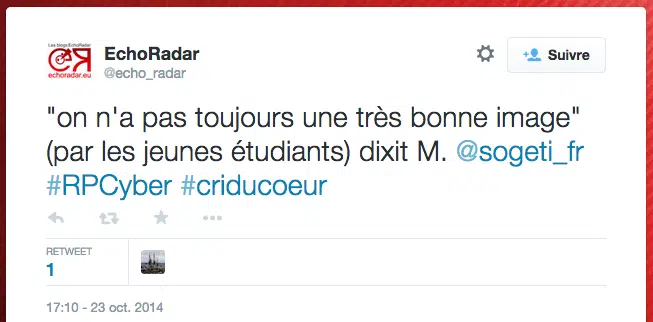 Les blogs EchoRadar
echoradar.eu
EchoRadar
@echo_radar
Suivre
"on n'a pas toujours une très bonne image"
(par les jeunes étudiants) dixit M. @sogeti_fr
#RPCyber #criducoeur
RETWEET
1
17:10 - 23 oct. 2014